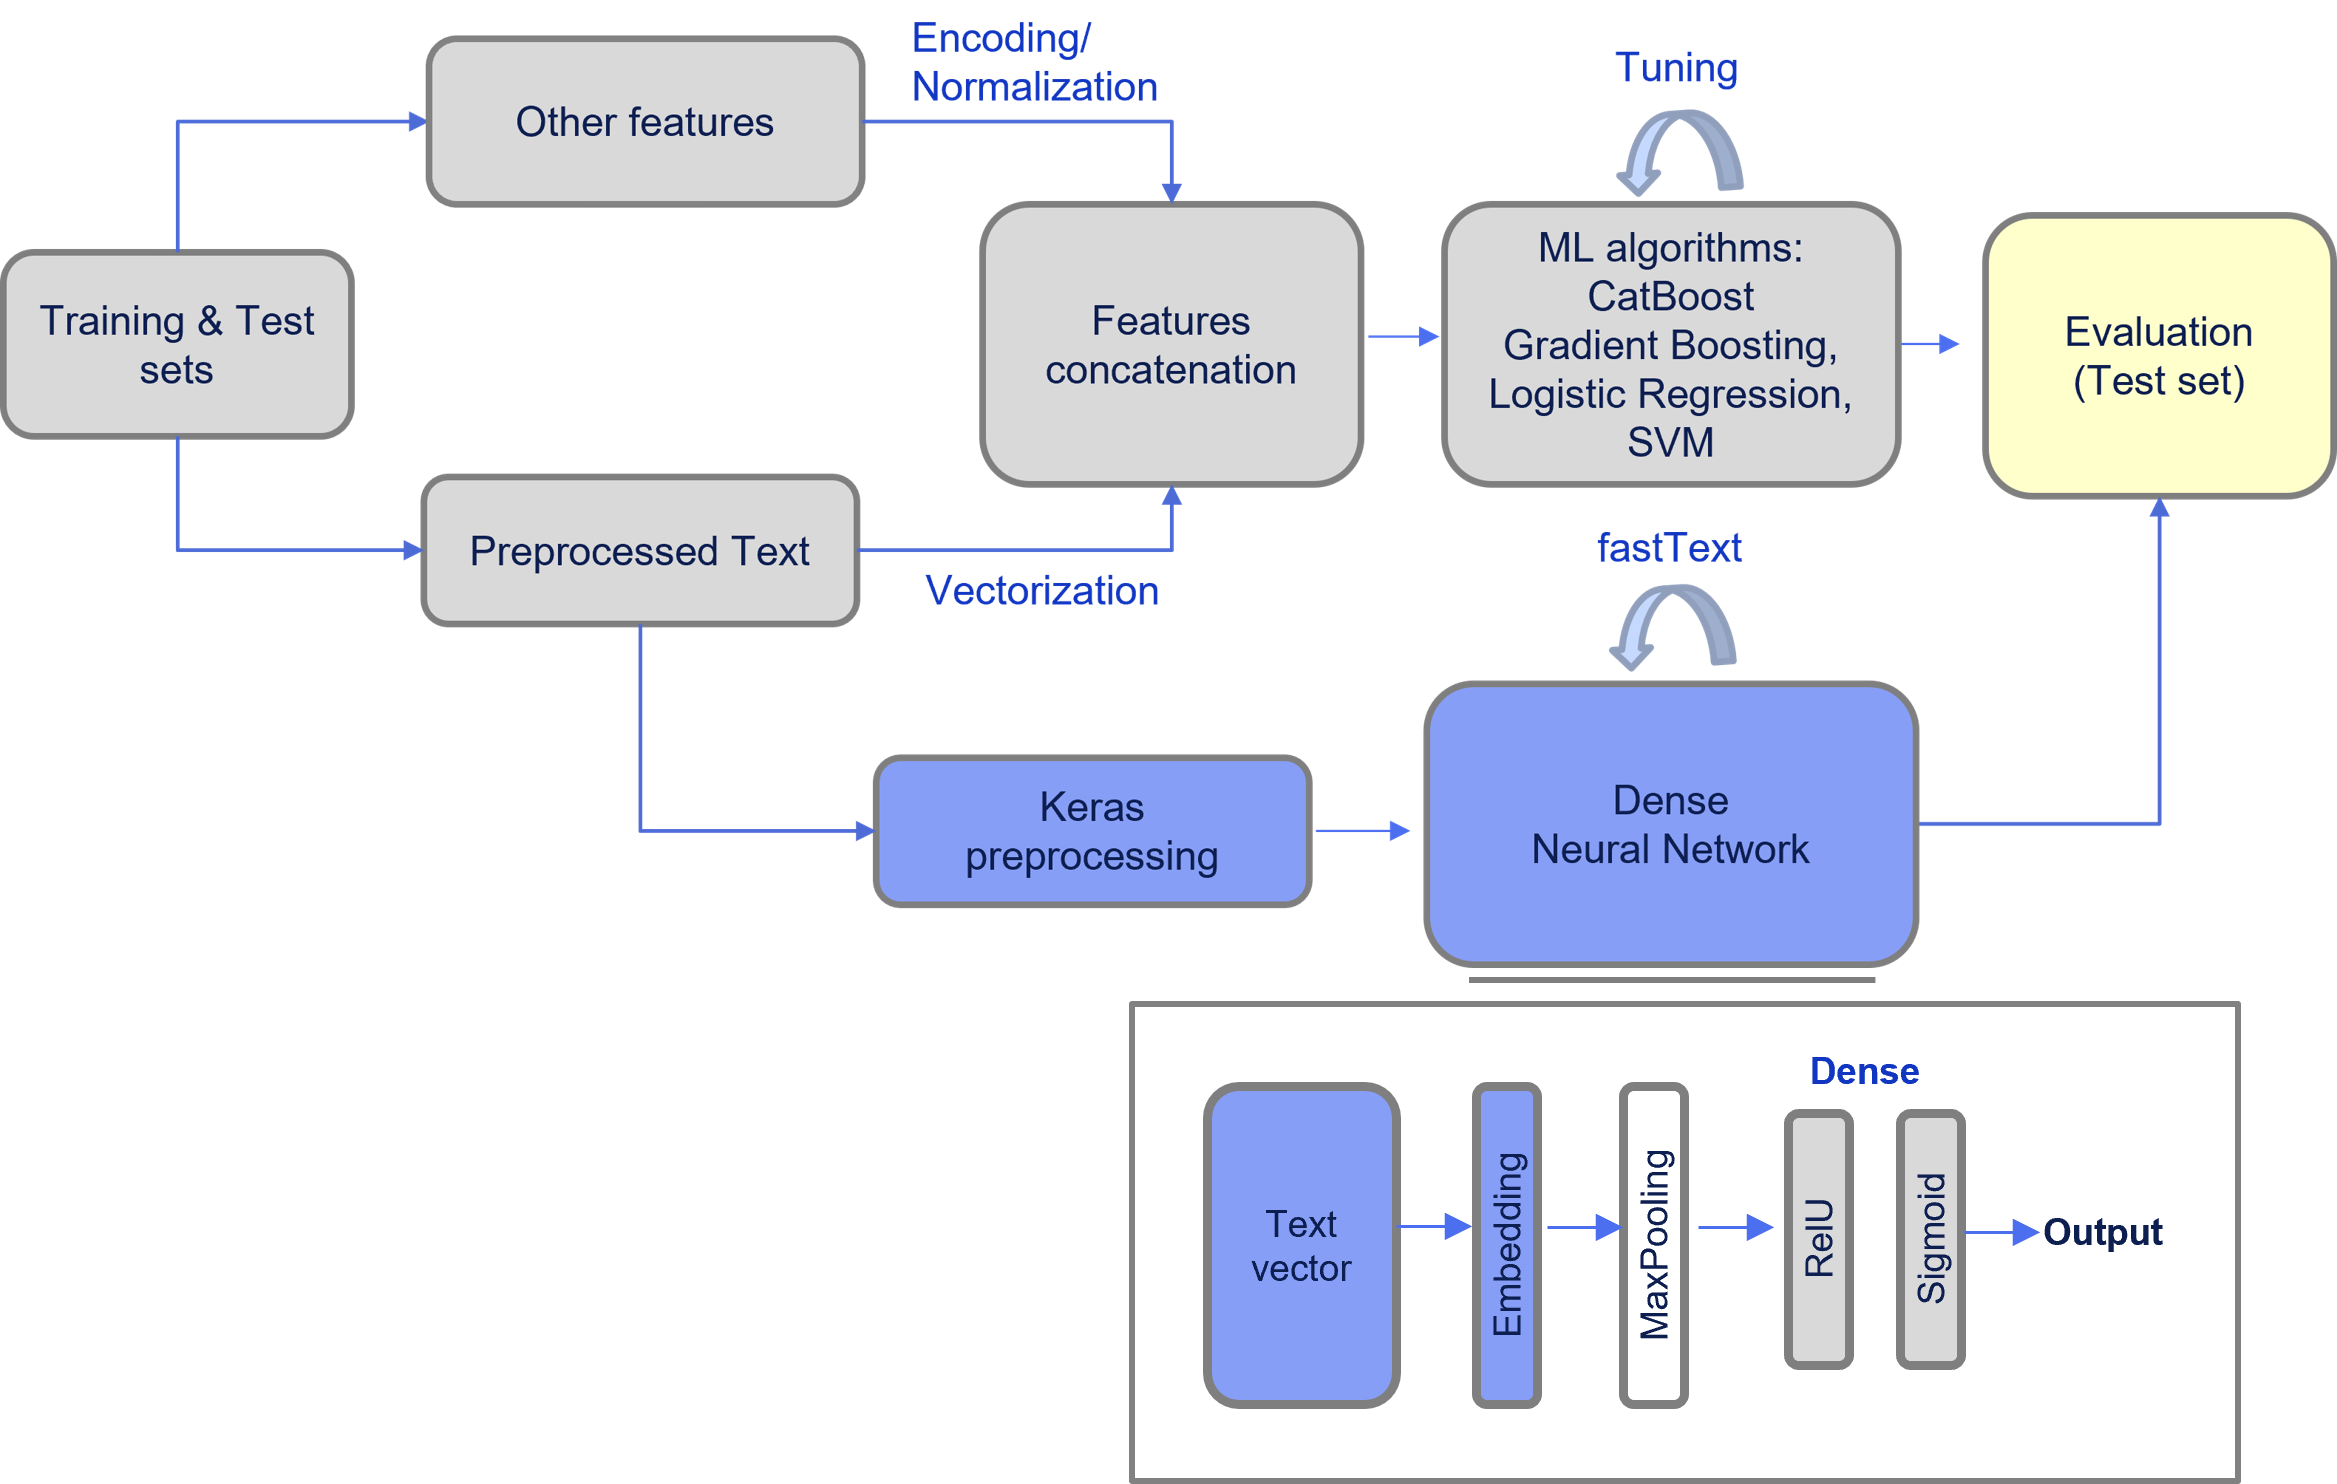 Encoding/
Normalization
Tuning
Other features
Training & Test
sets
Features
concatenation
ML algorithms:
CatBoost
Gradient Boosting,
Logistic Regression,
SVM
Evaluation
(Test set)
Preprocessed Text
Vectorization
fastText
Keras
preprocessing
Dense
Neural Network
Dense
Text
vector
Embedding
MaxPooling
RelU
Sigmoid
Output